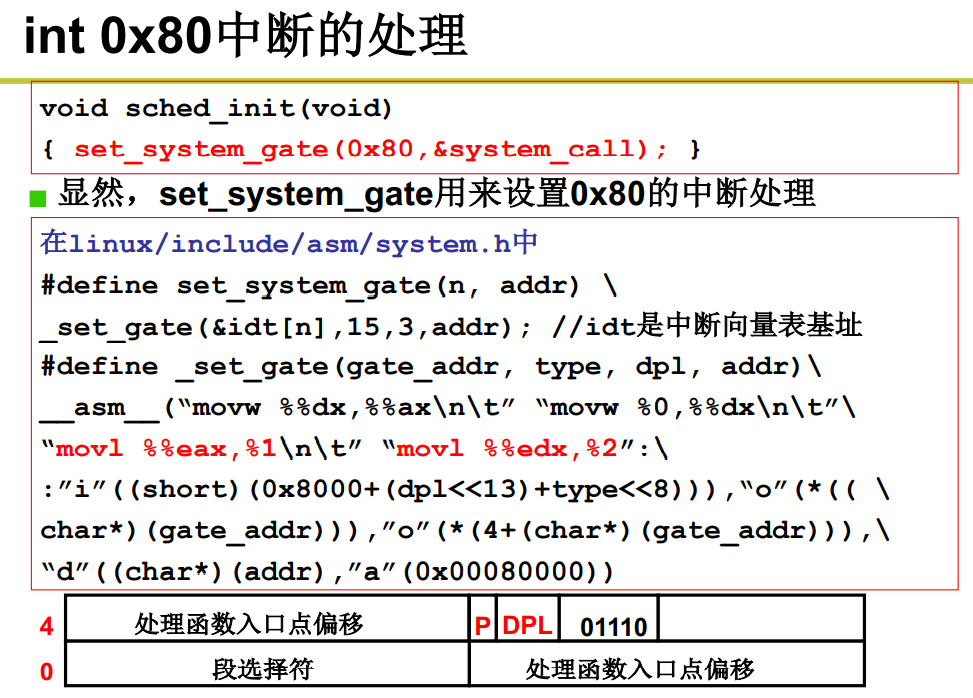 int 0x80中断的处理
void sched_init(void)
{ set_system_gate(0x80,&system_call); }
显然，set_system_gate用来设置0x80的中断处理
在linux/include/asm/system.h中
#define set_system_gate(n, addr) \
_set_gate(&idt[n],15,3,addr); //idt是中断向量表基址
#define _set_gate(gate_addr, type, dpl, addr)\
__asm__(“movw %%dx,%%ax\n\t” “movw %0,%%dx\n\t”\
“movl %%eax,%1\n\t” “movl %%edx,%2”:\
:”i”((short)(0x8000+(dpl<<13)+type<<8))),“o”(*(( \
char*)(gate_addr))),”o”(*(4+(char*)(gate_addr))),\
“d”((char*)(addr),”a”(0x00080000))
4 处理函数入口点偏移 P DPL 01110
0 段选择符 处理函数入口点偏移